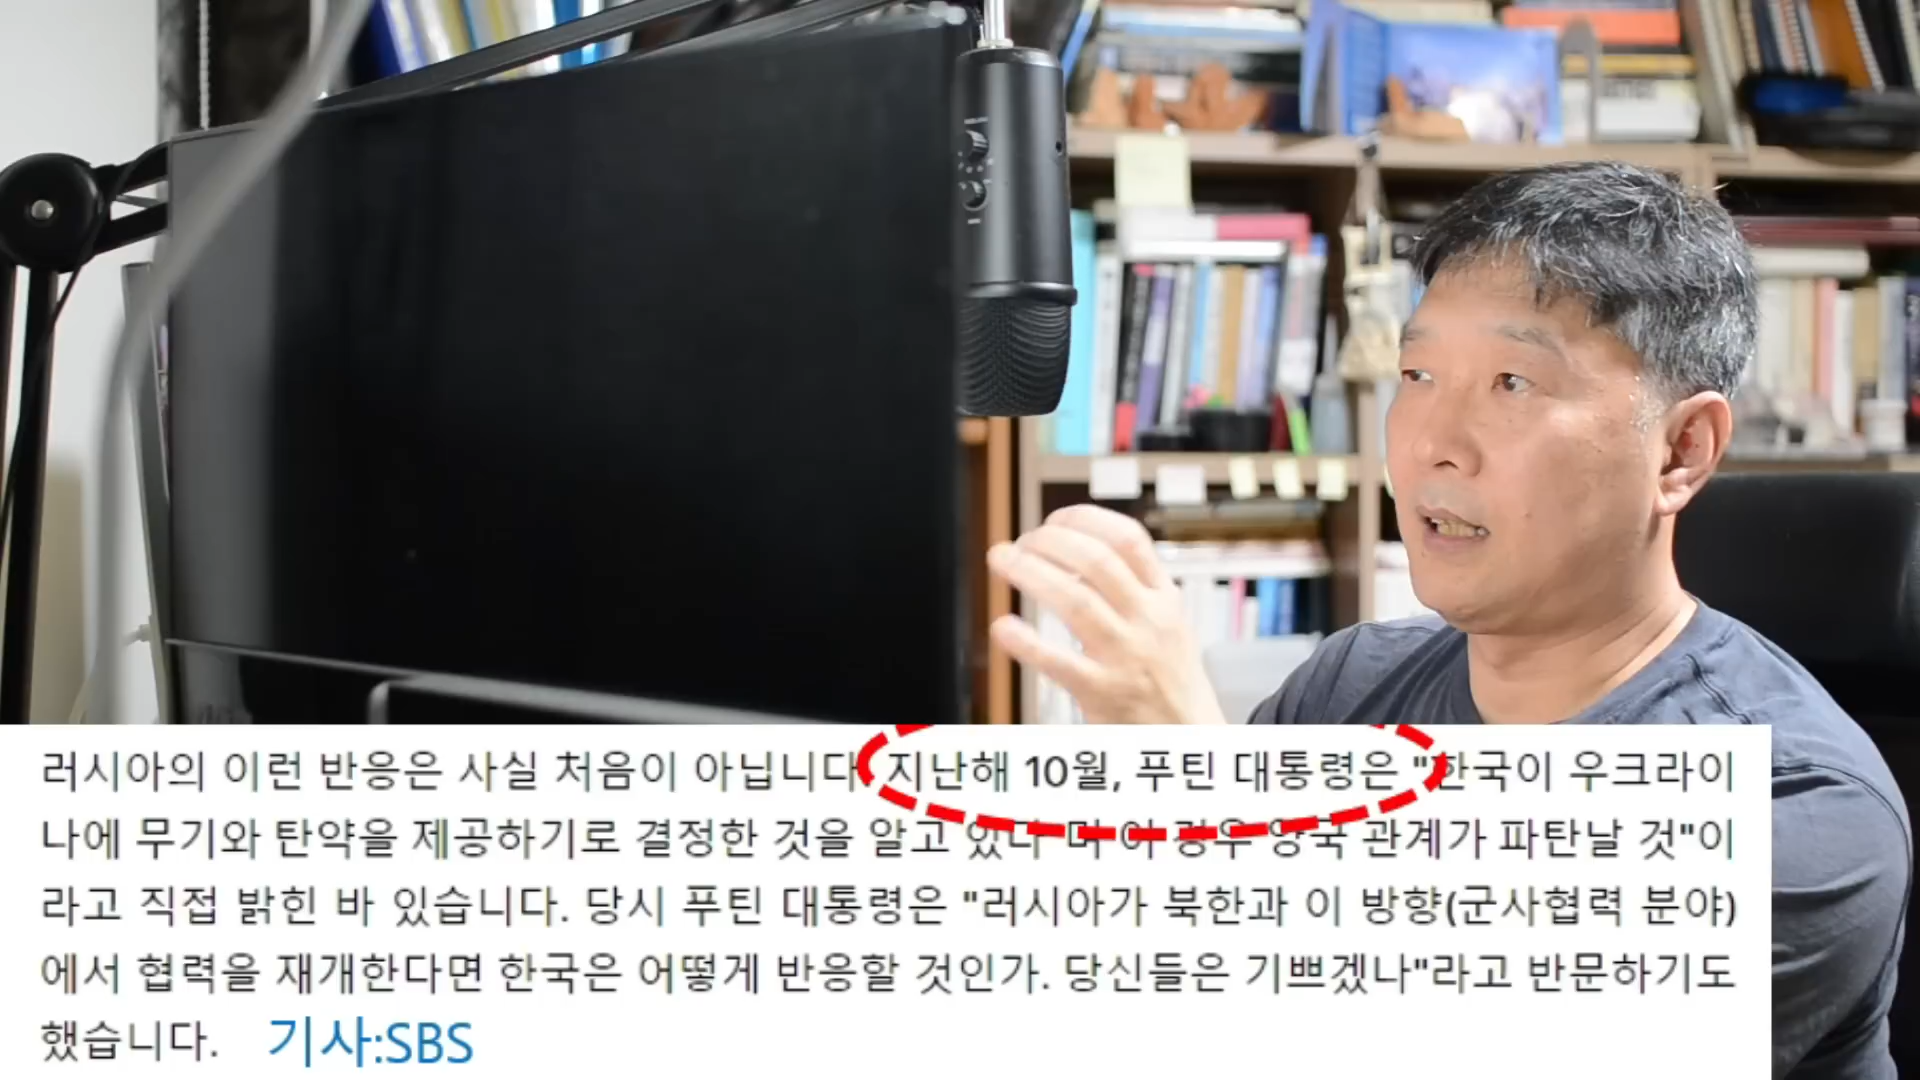 러시아의 이런 반응은 사실 처음이 아닙니다. 지난해 10월, 푸틴 대통령은 "한국이 우크라이
나에 무기와 탄약을 제공하기로 결정한 것을 알고 있다"며 이 경우 양국 관계가 파탄날 것"이
라고 직접 밝힌 바 있습니다. 당시 푸틴 대통령은 "러시아가 북한과 이 방향(군사협력 분야)
에서 협력을 재개한다면 한국은 어떻게 반응할 것인가. 당신들은 기쁘겠나"라고 반문하기도
했습니다. 기사:SBS